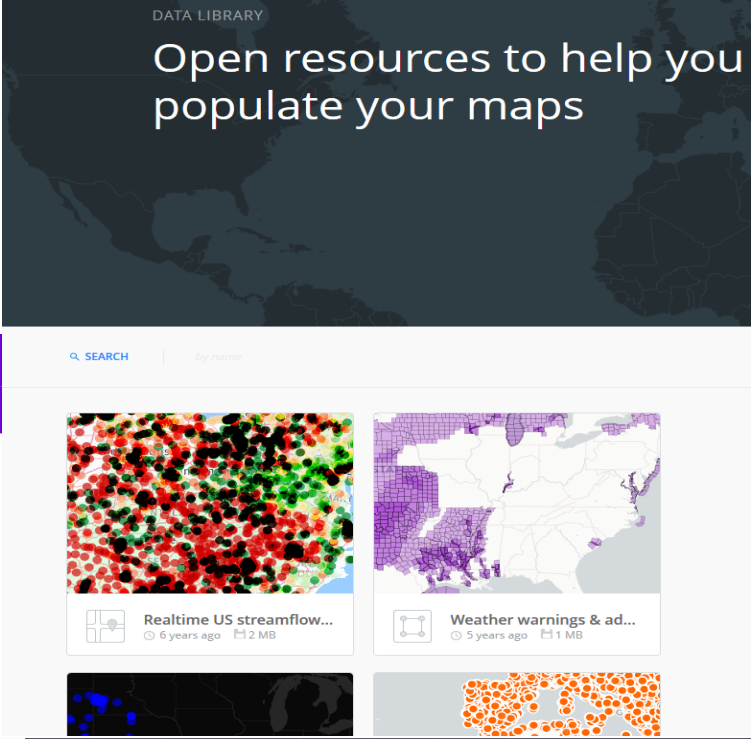 DATA LIBRARY
Open resources to help you
populate your maps
SEARCH
by name
Realtime US streamflow...
6 years ago 2 MB
Weather warnings & ad...
5 years ago 1 MB